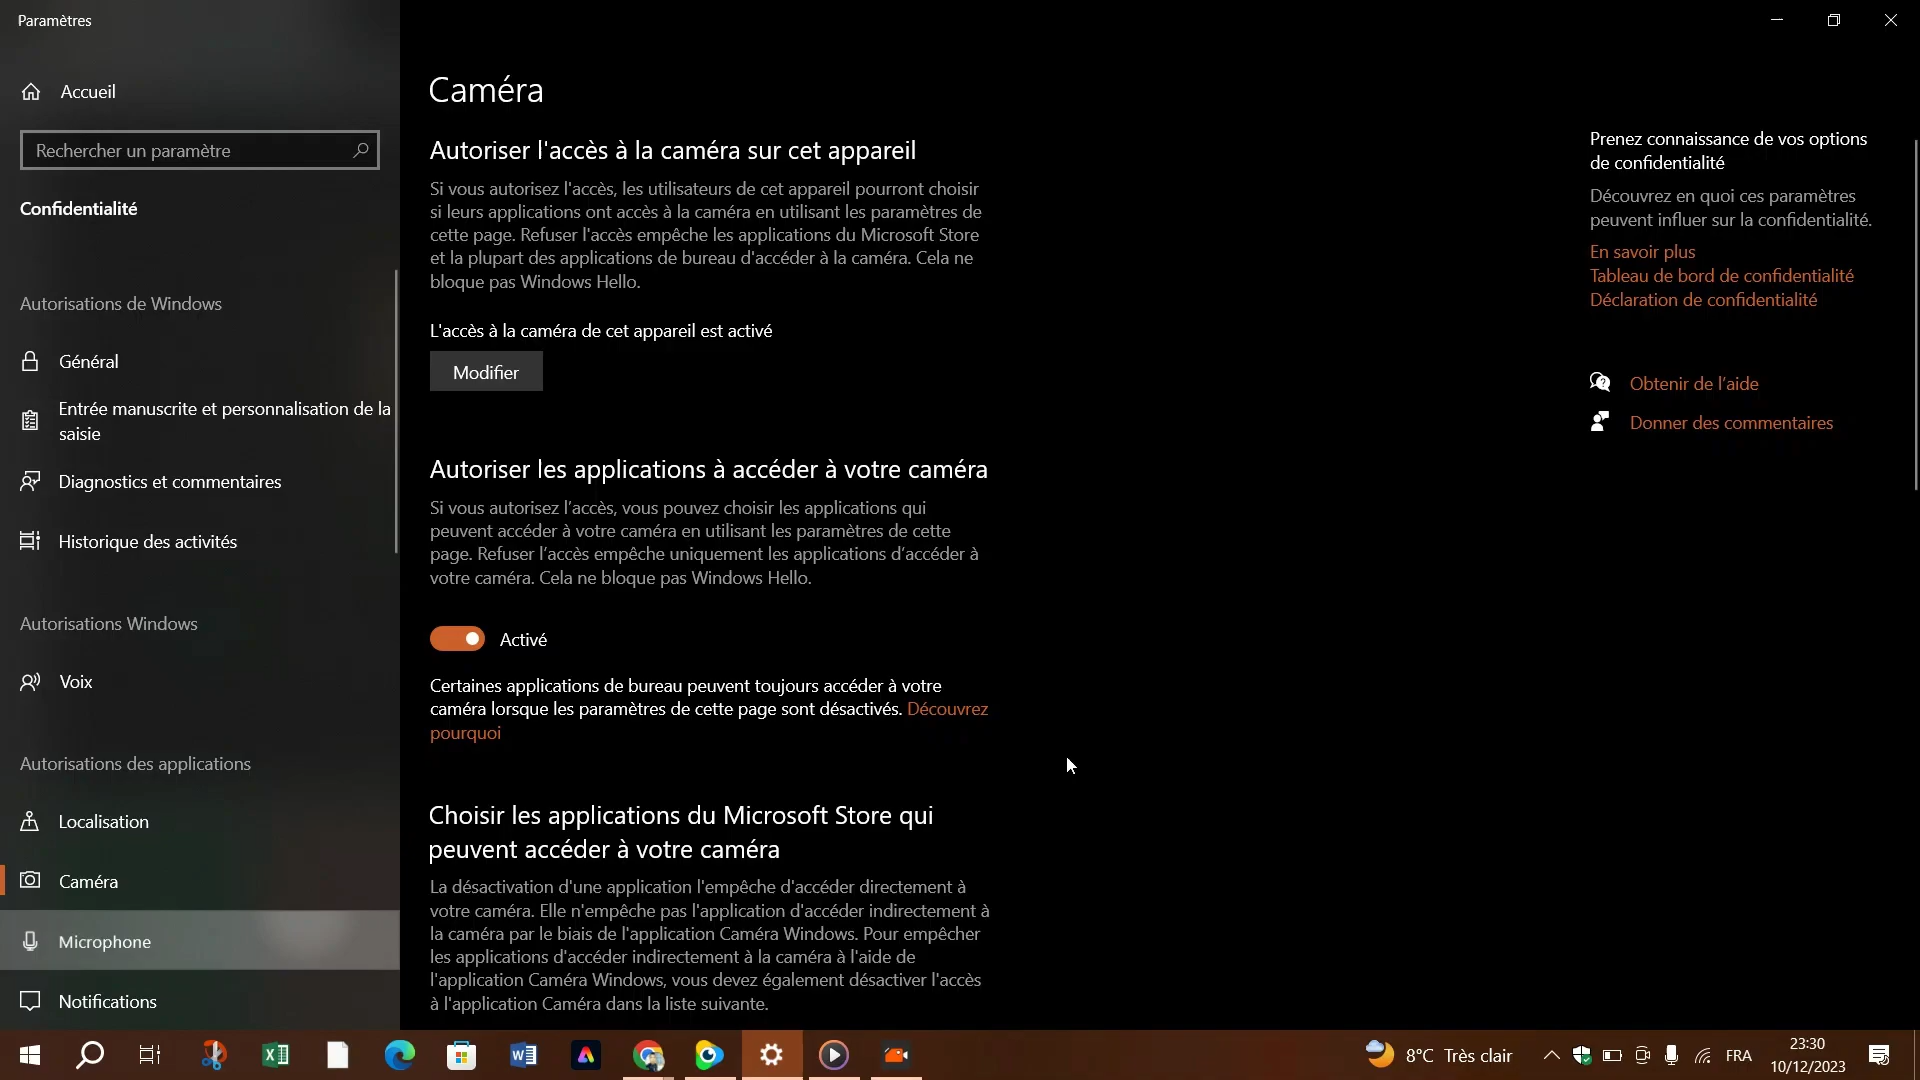 Paramètres
Accueil
Rechercher un paramètre
Confidentialité
Autorisations de Windows
Général
Entrée manuscrite et personnalisation de la
saisie
Diagnostics et commentaires
Historique des activités
Autorisations Windows
Voix
Autorisations des applications
Localisation
Caméra
Microphone
Notifications
Caméra
Autoriser l'accès à la caméra sur cet appareil
Si vous autorisez l'accès, les utilisateurs de cet appareil pourront choisir
si leurs applications ont accès à la caméra en utilisant les paramètres de
cette page. Refuser l'accès empêche les applications du Microsoft Store
et la plupart des applications de bureau d'accéder à la caméra. Cela ne
bloque pas Windows Hello.
L'accès à la caméra de cet appareil est activé
Modifier
Autoriser les applications à accéder à votre caméra
Si vous autorisez l'accès, vous pouvez choisir les applications qui
peuvent accéder à votre caméra en utilisant les paramètres de cette
page. Refuser l'accès empêche uniquement les applications d'accéder à
votre caméra. Cela ne bloque pas Windows Hello.
Activé
Certaines applications de bureau peuvent toujours accéder à votre
caméra lorsque les paramètres de cette page sont désactivés. Découvrez
pourquoi
Choisir les applications du Microsoft Store qui
peuvent accéder à votre caméra
La désactivation d'une application l'empêche d'accéder directement à
votre caméra. Elle n'empêche pas l'application d'accéder indirectement à
la caméra par le biais de l'application Caméra Windows. Pour empêcher
les applications d'accéder indirectement à la caméra à l'aide de
l'application Caméra Windows, vous devez également désactiver l'accès
à l'application Caméra dans la liste suivante.
Prenez connaissance de vos options
de confidentialité
Découvrez en quoi ces paramètres
peuvent influer sur la confidentialité.
En savoir plus
Tableau de bord de confidentialité
Déclaration de confidentialité
Obtenir de l'aide
Donner des commentaires
8°C Très clair
FRA
23:30
10/12/2023